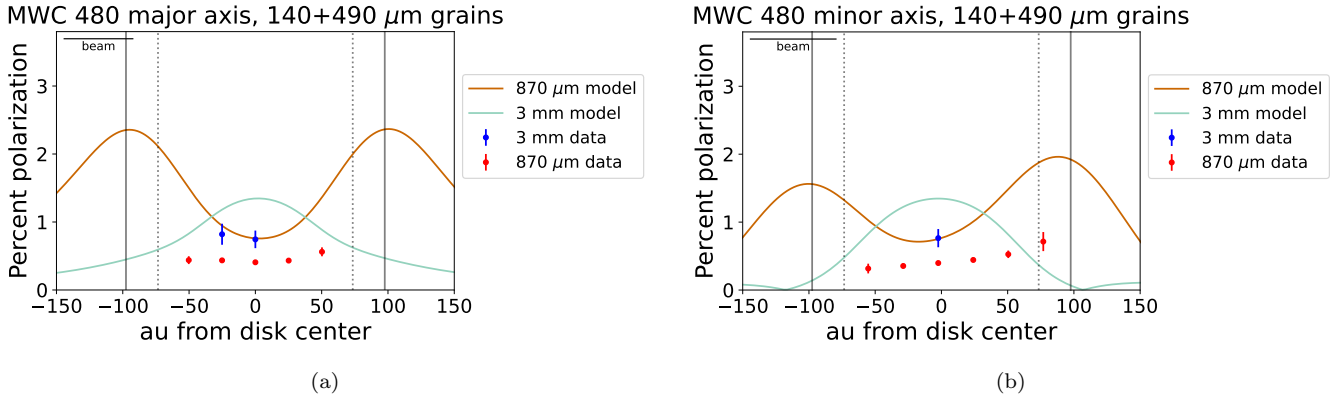 MWC 480 major axis, 140+490 μm grains
beam
Percent polarization
3
2
1
0
−150 −100 −50 0 50 100 150
au from disk center
870 μm model
3 mm model
3 mm data
870 μm data
(a)
MWC 480 minor axis, 140+490 μm grains
beam
Percent polarization
3
2
1
0
−150 −100 −50 0 50 100 150
au from disk center
870 μm model
3 mm model
3 mm data
870 μm data
(b)